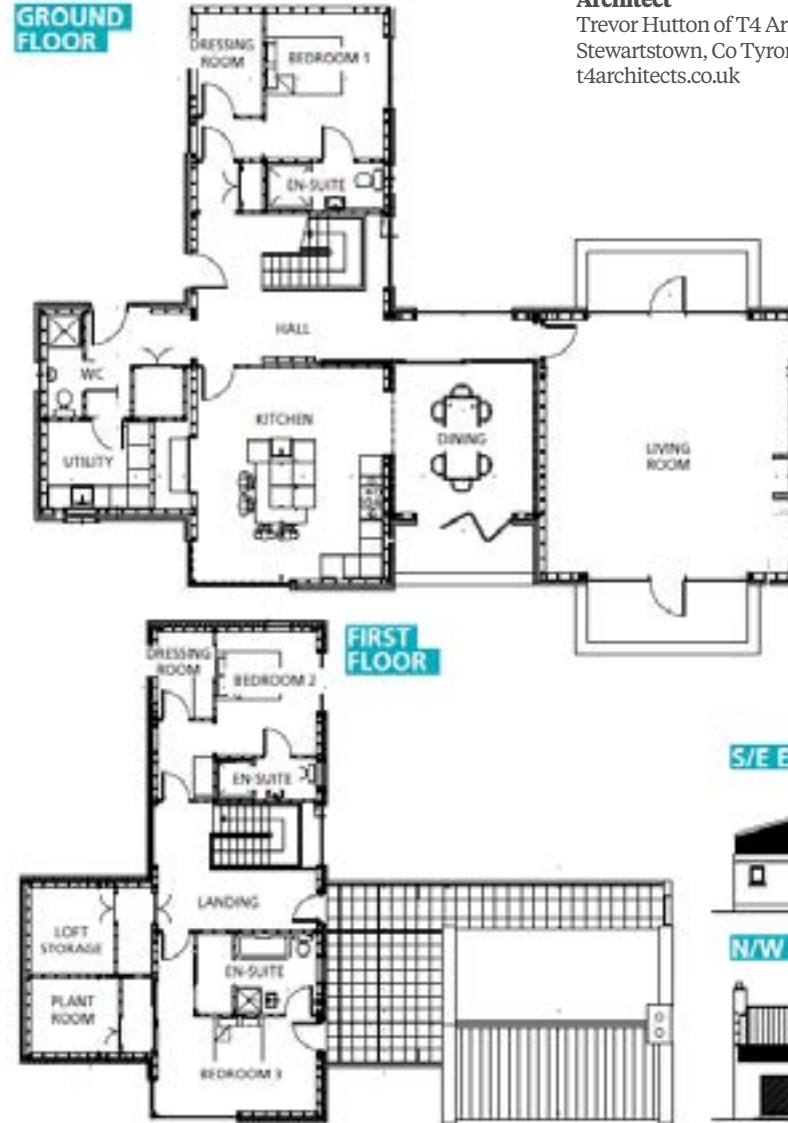 GROUND
FLOOR
Architect
Trevor Hutton of T4 Ar
Stewartstown, Co Tyron
t4architects.co.uk
DRESSING
ROOM
BEDROOM 1
EN-SUITE
HALL
WC
KITCHEN
DINING
UTILITY
LIVING
ROOM
FIRST
FLOOR
DRESSING
ROOM
BEDROOM 2
EN-SUITE
LANDING
LOFT
STORAGE
EN-SUITE
PLANT
ROOM
BEDROOM 3
S/E E
N/W